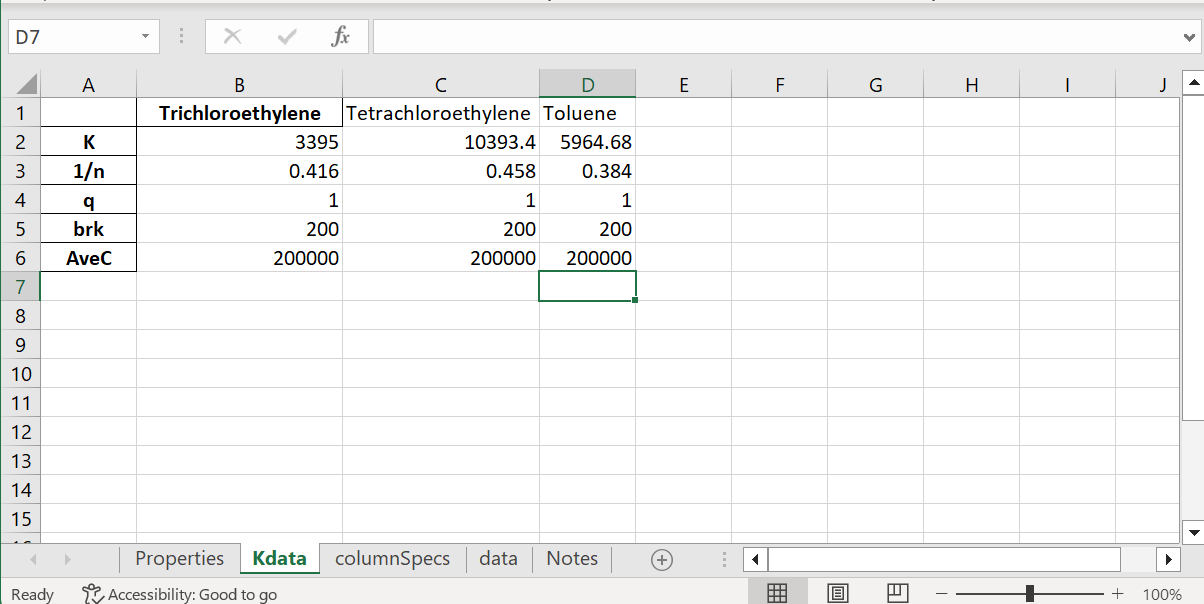 D7 fx
A B C D E F G H I J
1 Trichloroethylene Tetrachloroethylene Toluene
2 K 3395 10393.4 5964.68
3 1/n 0.416 0.458 0.384
4 q 1 1 1
5 brk 200 200 200
6 AveC 200000 200000 200000
7
8
9
10
11
12
13
14
15
Properties Kdata columnSpecs data Notes
Ready Accessibility: Good to go 100%